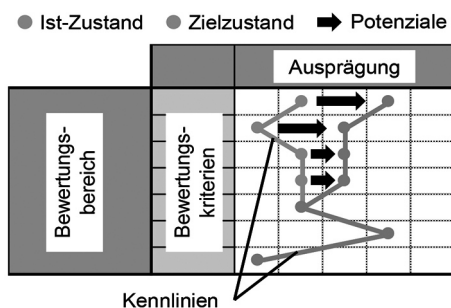 Ist-Zustand Zielzustand Potenziale
Ausprägung
Bewertungs-
bereich
Bewertungs-
kriterien
Kennlinien